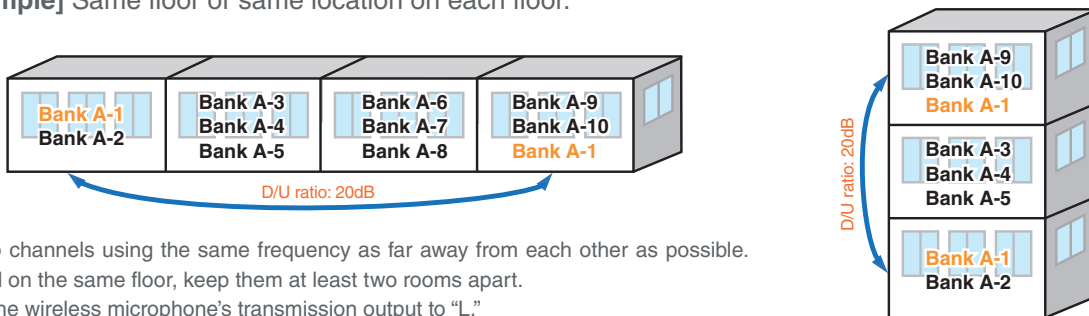 mple] Same floor or same location on each floor.
Bank A-1
Bank A-2
Bank A-3
Bank A-4
Bank A-5
Bank A-6
Bank A-7
Bank A-8
Bank A-9
Bank A-10
Bank A-1
D/U ratio: 20dB
channels using the same frequency as far away from each other as possible.
on the same floor, keep them at least two rooms apart.
he wireless microphone’s transmission output to “L.”
Bank A-9
Bank A-10
Bank A-1
Bank A-3
Bank A-4
Bank A-5
Bank A-1
Bank A-2
D/U ratio: 20dB